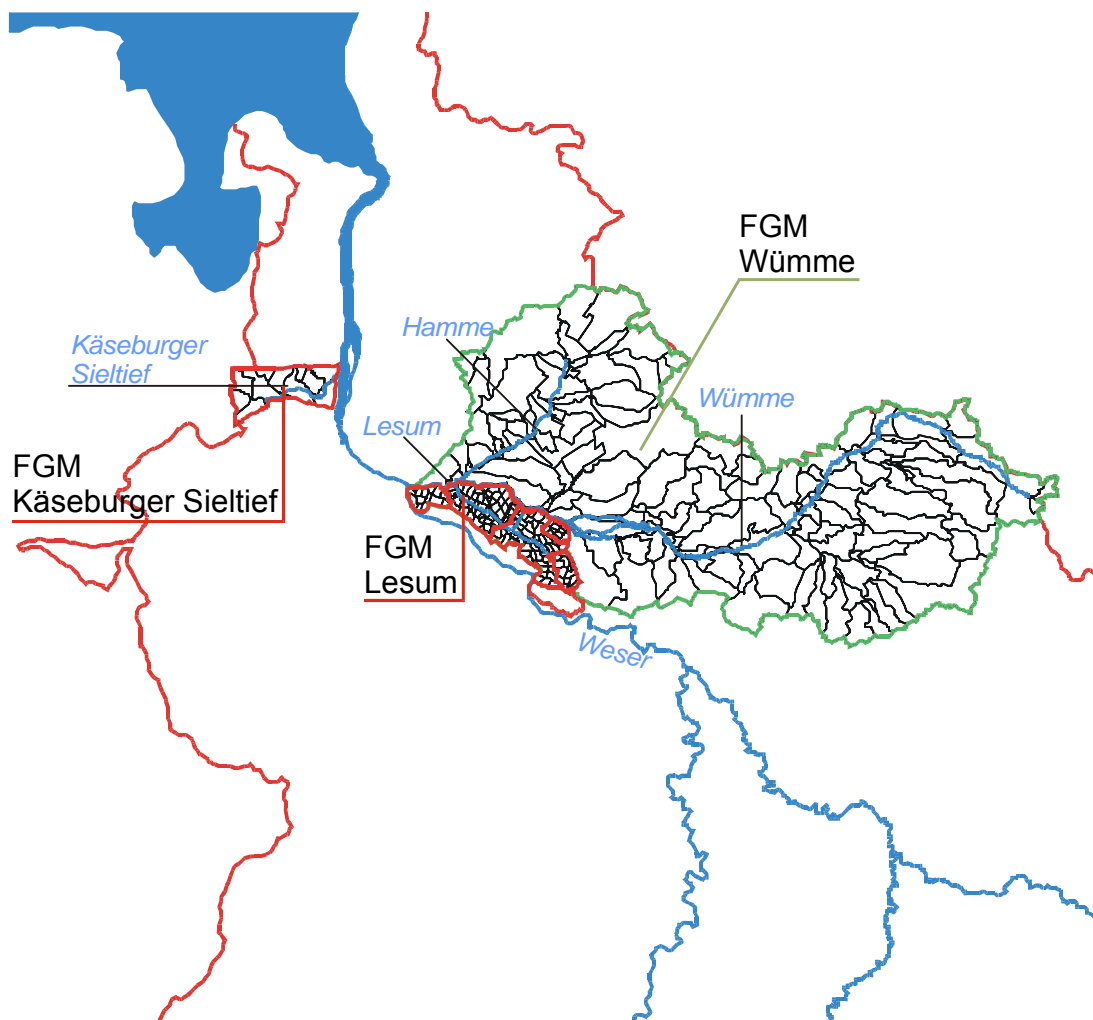 FGM
Wümme
Hamme
Käseburger
Sieltief
Wümme
Lesum
FGM
Käseburger Sieltief
FGM
Lesum
Weser